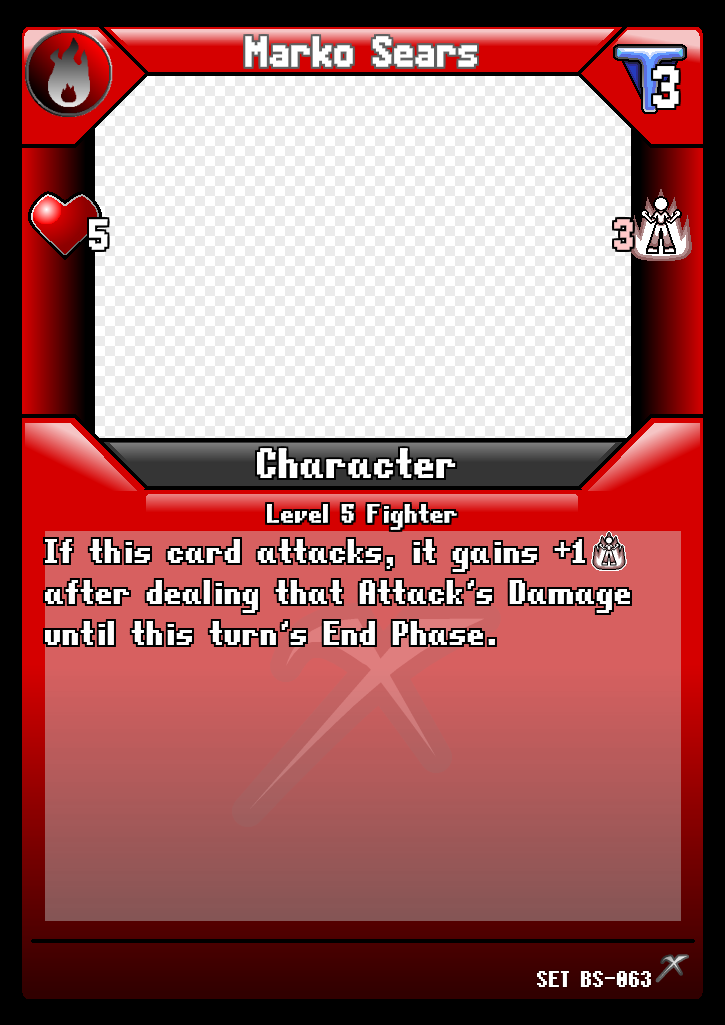 Marko Sears
3
5
3
Character
Level 5 Fighter
If this card attacks, it gains +1
after dealing that Attack's Damage
until this turn's End Phase.
SET BS-063